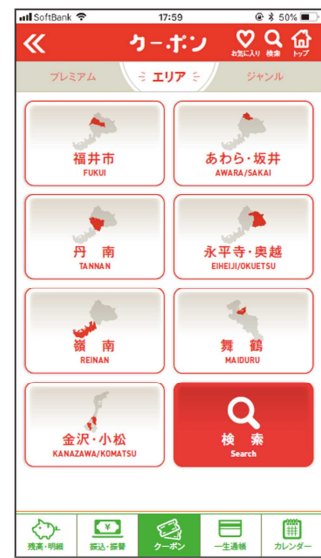 SoftBank 17:59 50%
クーポン
お気に入り 検索 トップ
プレミアム エリア ジャンル
福井市
FUKUI
あわら・坂井
AWARA/SAKAI
丹 南
TANNAN
永平寺・奥越
EIHEIJI/OKUETSU
嶺 南
REINAN
舞 鶴
MAIDURU
金沢・小松
KANAZAWA/KOMATSU
検 索
Search
残高・明細 振込・振替 クーポン 一生通帳 カレンダー